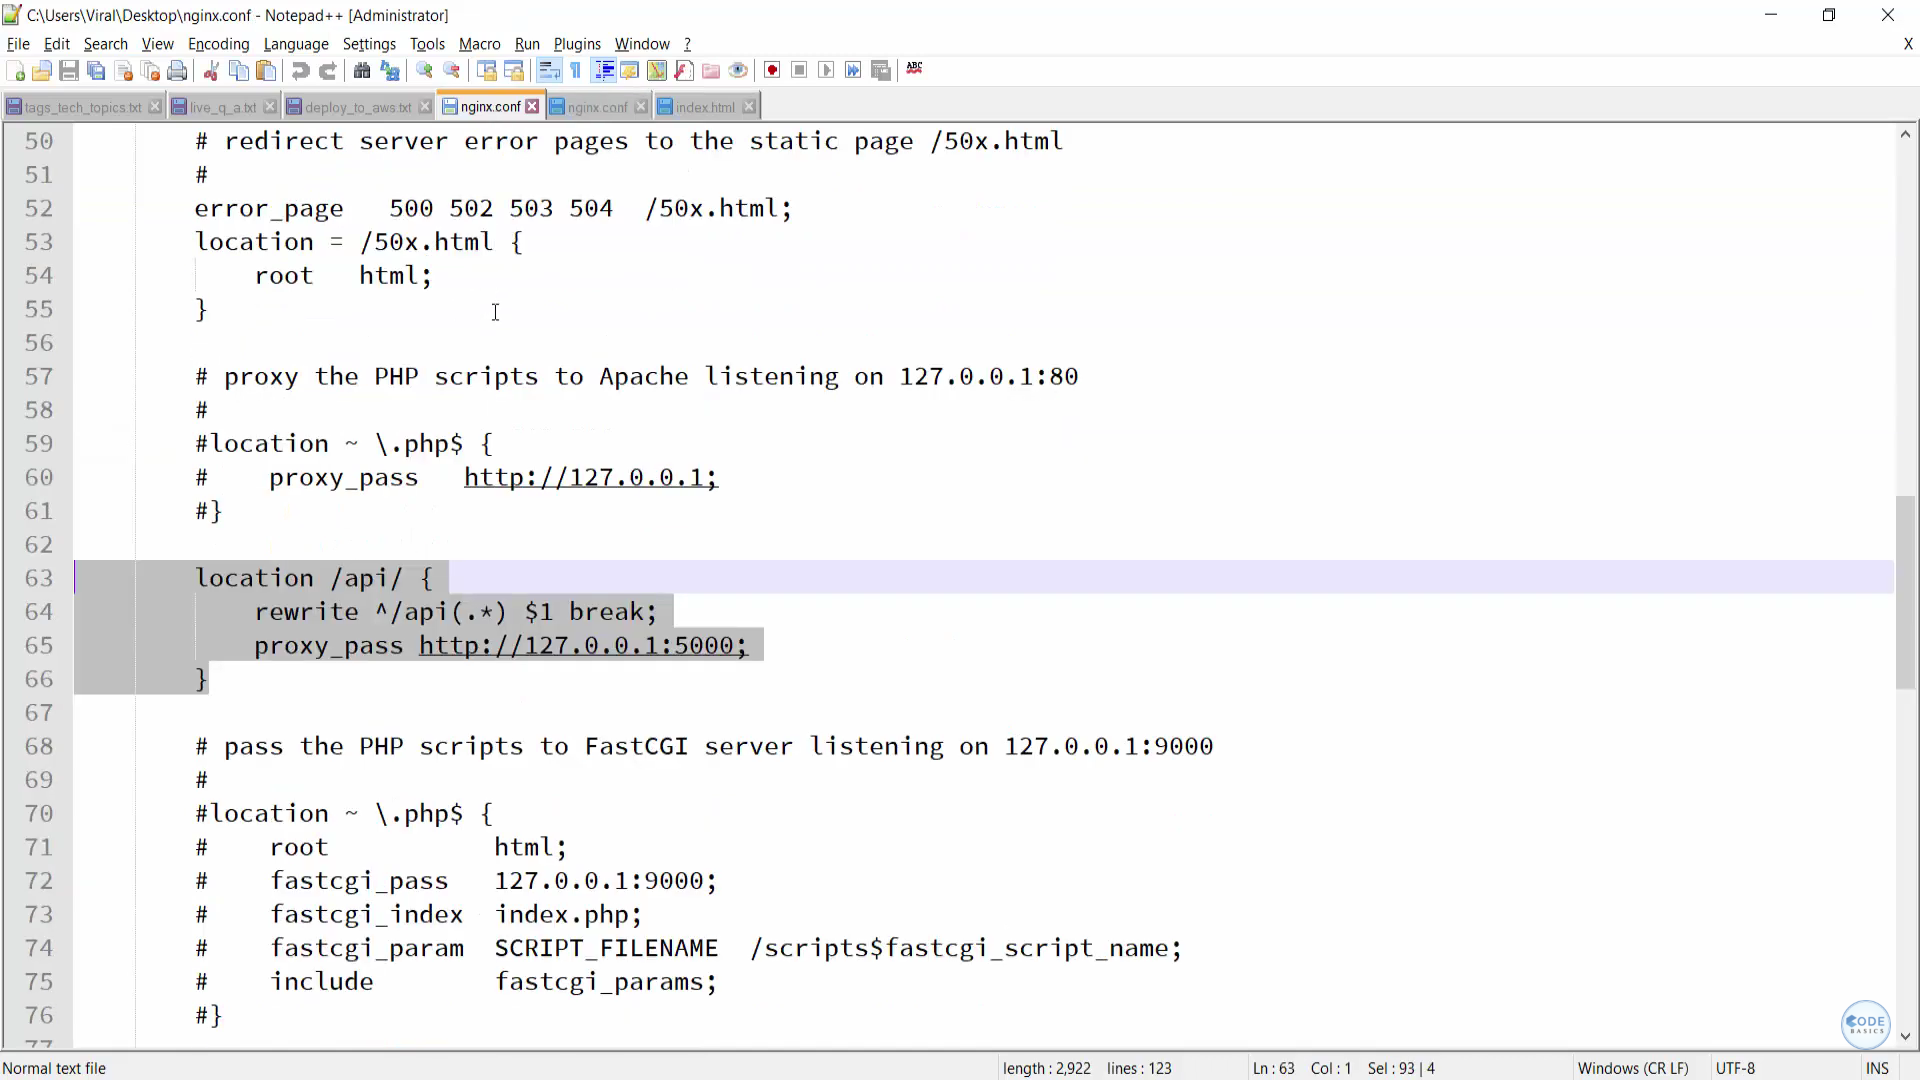 C:\Users\Viral\Desktop\nginx.conf - Notepad++ [Administrator]
File Edit Search View Encoding Language Settings Tools Macro Run Plugins Window ? X
ABC
tags_tech_topics.txt live_q_a.txt deploy_to_aws.txt nginx.conf nginx.conf index.html
50 # redirect server error pages to the static page /50x.html
51 #
52 error_page 500 502 503 504 /50x.html;
53 location = /50x.html {
54 root html;
55 }
56
57 # proxy the PHP scripts to Apache listening on 127.0.0.1:80
58 #
59 #location ~ \.php$ {
60 # proxy_pass http://127.0.0.1;
61 #}
62
63 location /api/ {
64 rewrite ^/api(.*) $1 break;
65 proxy_pass http://127.0.0.1:5000;
66 }
67
68 # pass the PHP scripts to FastCGI server listening on 127.0.0.1:9000
69 #
70 #location ~ \.php$ {
71 # root html;
72 # fastcgi_pass 127.0.0.1:9000;
73 # fastcgi_index index.php;
74 # fastcgi_param SCRIPT_FILENAME /scripts$fastcgi_script_name;
75 # include fastcgi_params;
76 #}
77
CODE
BASICS
Normal text file length : 2,922 lines : 123 Ln : 63 Col : 1 Sel : 93 | 4 Windows (CR LF) UTF-8 INS